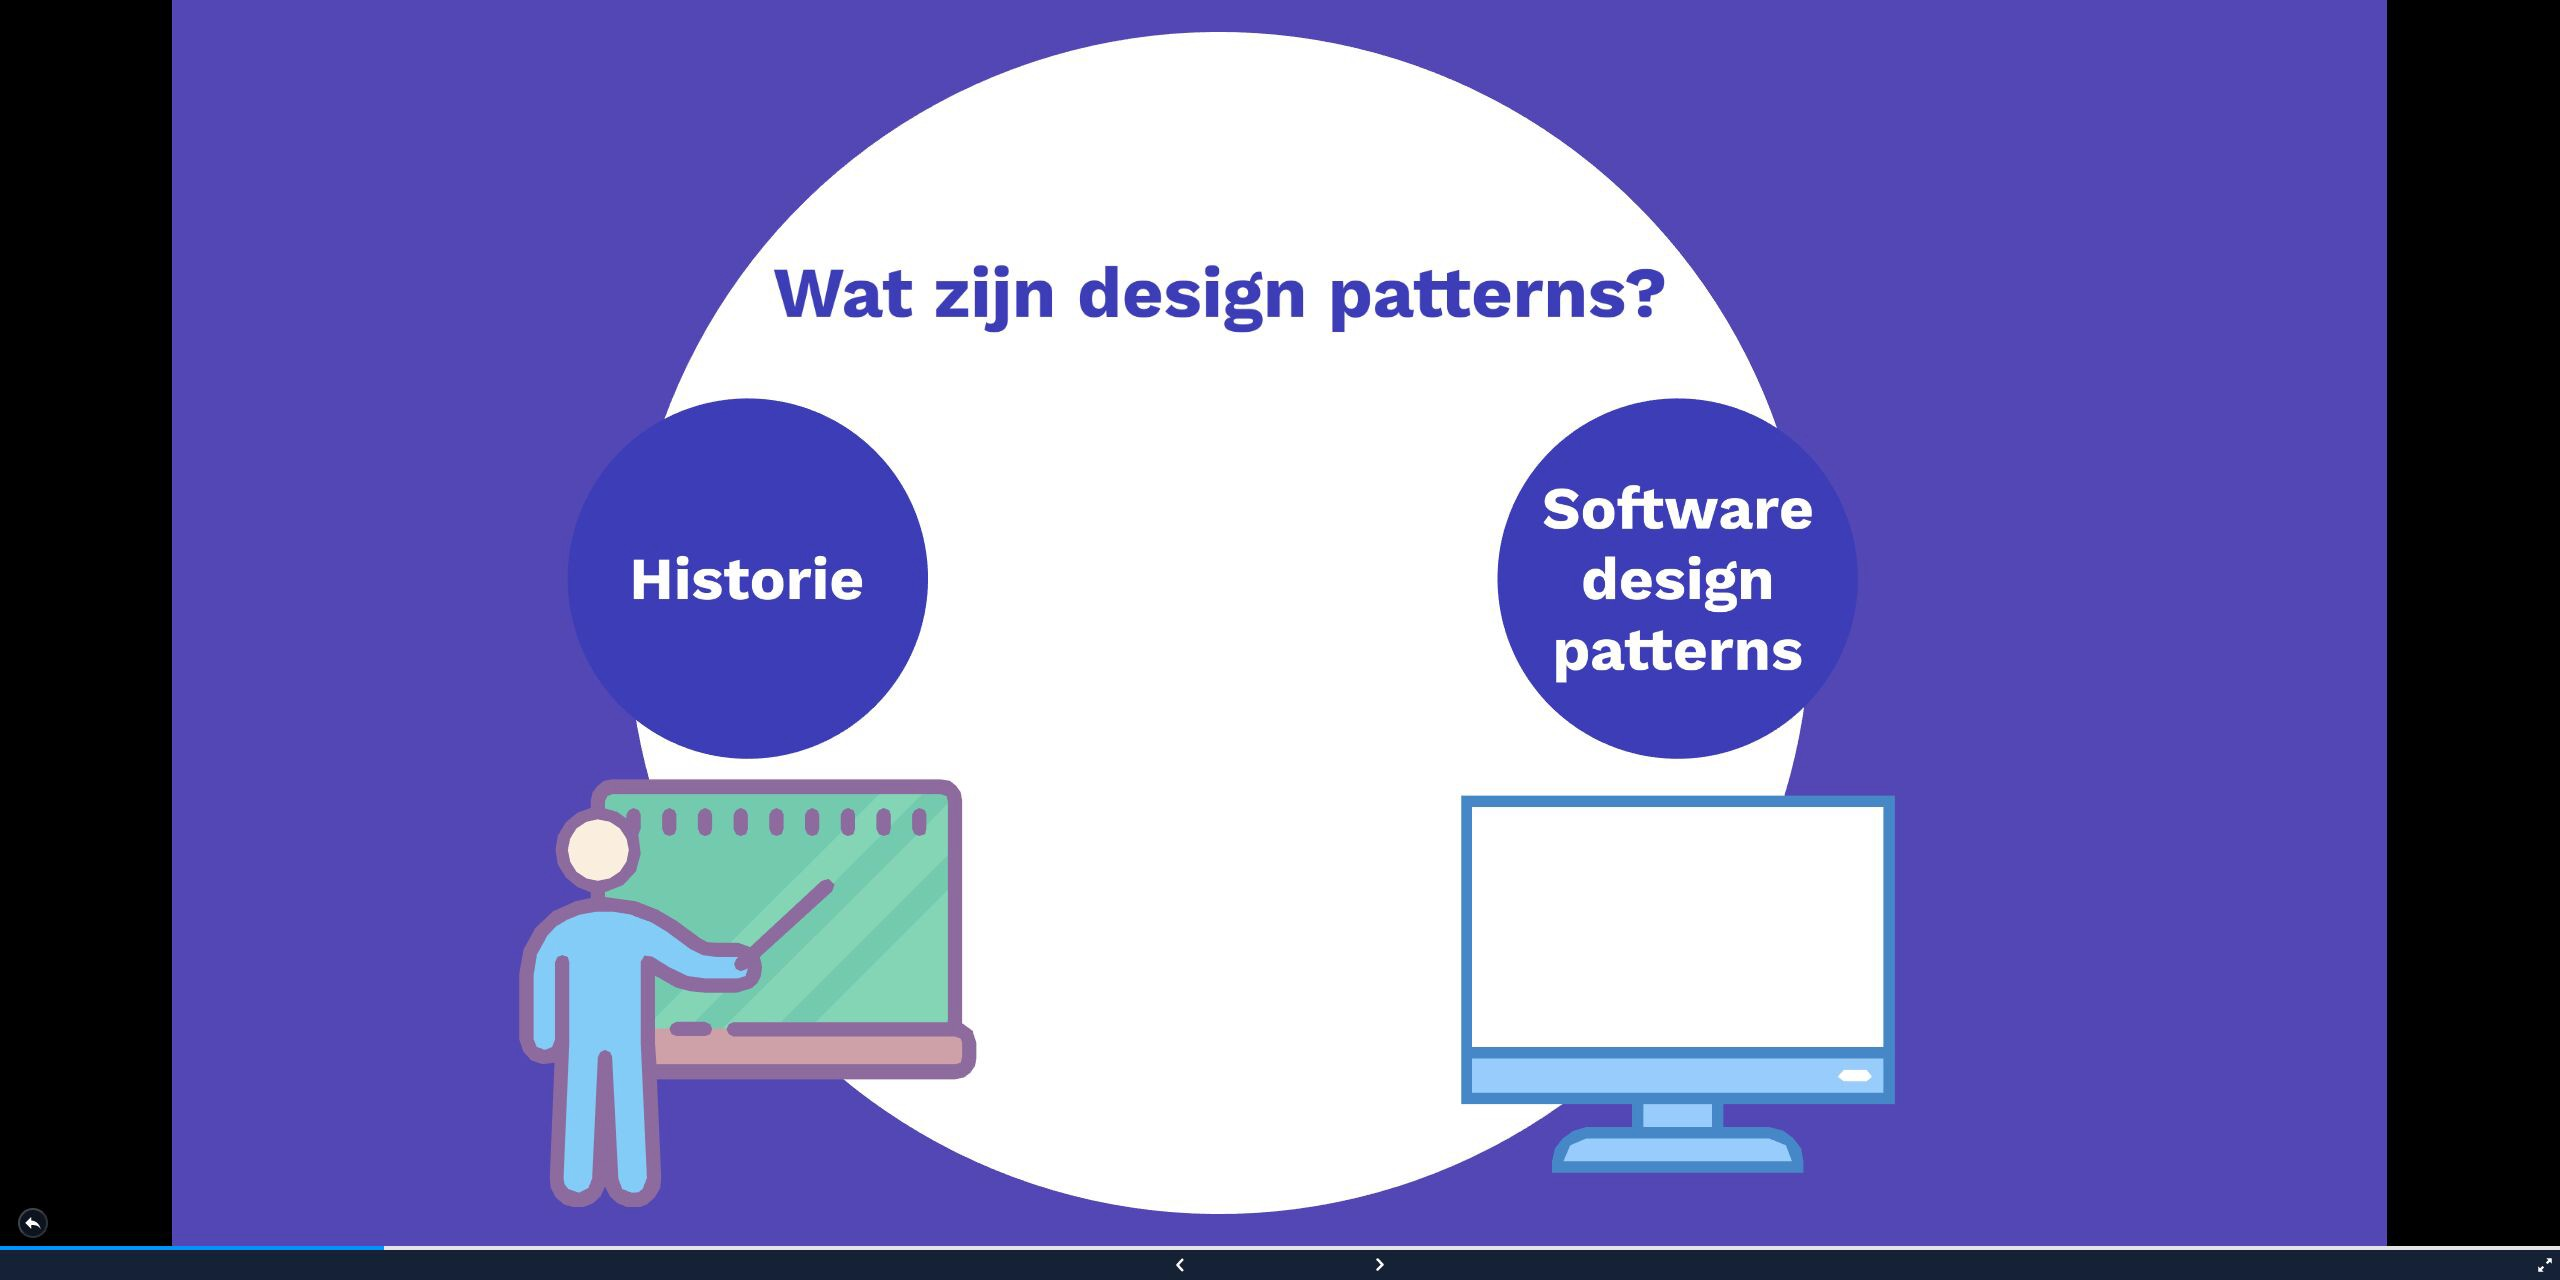 Wat zijn design patterns?
Historie
Software
design
patterns